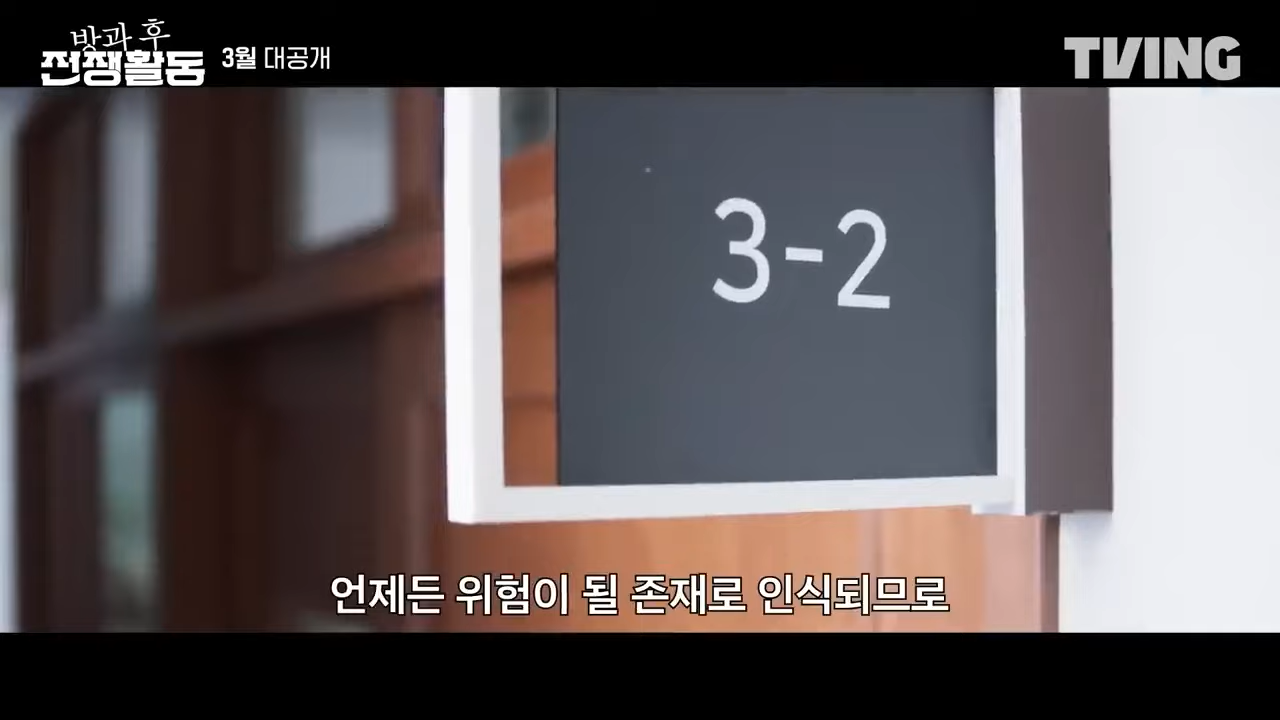 방과 후
전쟁활동
3월 대공개
TVING
3-2
언제든 위험이 될 존재로 인식되므로